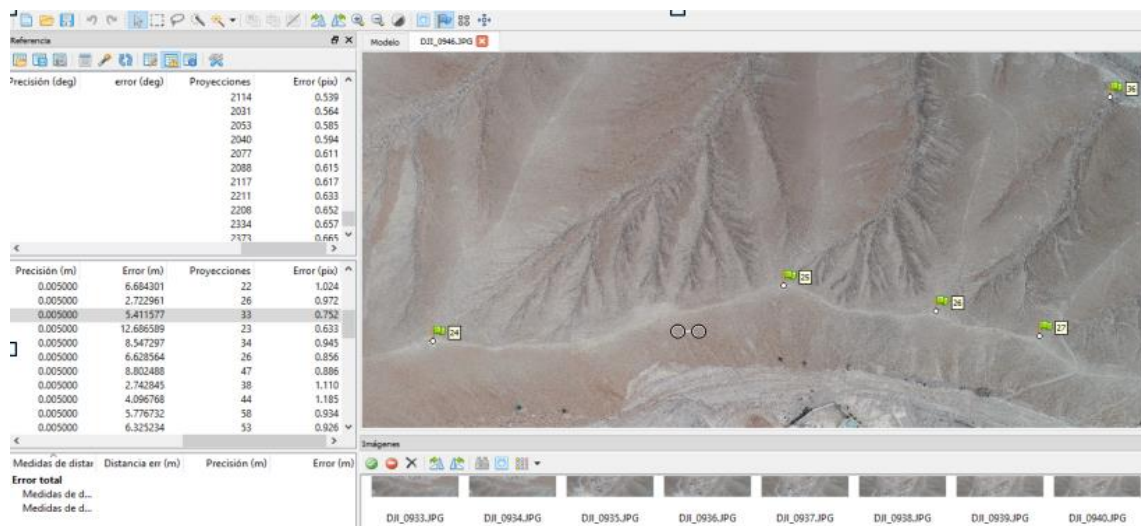 Referencia
Modelo DJI_0946.JPG
Precisión (deg) error (deg) Proyecciones Error (pix)
2114 0.539
2031 0.564
2053 0.585
2040 0.594
2077 0.611
2088 0.615
2117 0.617
2211 0.633
2208 0.652
2334 0.657
2373 0.665
Precisión (m) Error (m) Proyecciones Error (pix)
0.005000 6.684301 22 1.024
0.005000 2.722961 26 0.972
0.005000 5.411577 33 0.752
0.005000 12.686589 23 0.633
0.005000 8.547297 34 0.945
0.005000 6.628564 26 0.856
0.005000 8.802488 47 0.886
0.005000 2.742845 38 1.110
0.005000 4.096768 44 1.185
0.005000 5.776732 58 0.934
0.005000 6.325234 53 0.926
Medidas de distar Distancia err (m) Precisión (m) Error (m)
Error total
Medidas de d...
Medidas de d...
36
25
26
24
27
Imágenes
DJI_0933.JPG DJI_0934.JPG DJI_0935.JPG DJI_0936.JPG DJI_0937.JPG DJI_0938.JPG DJI_0939.JPG DJI_0940.JPG